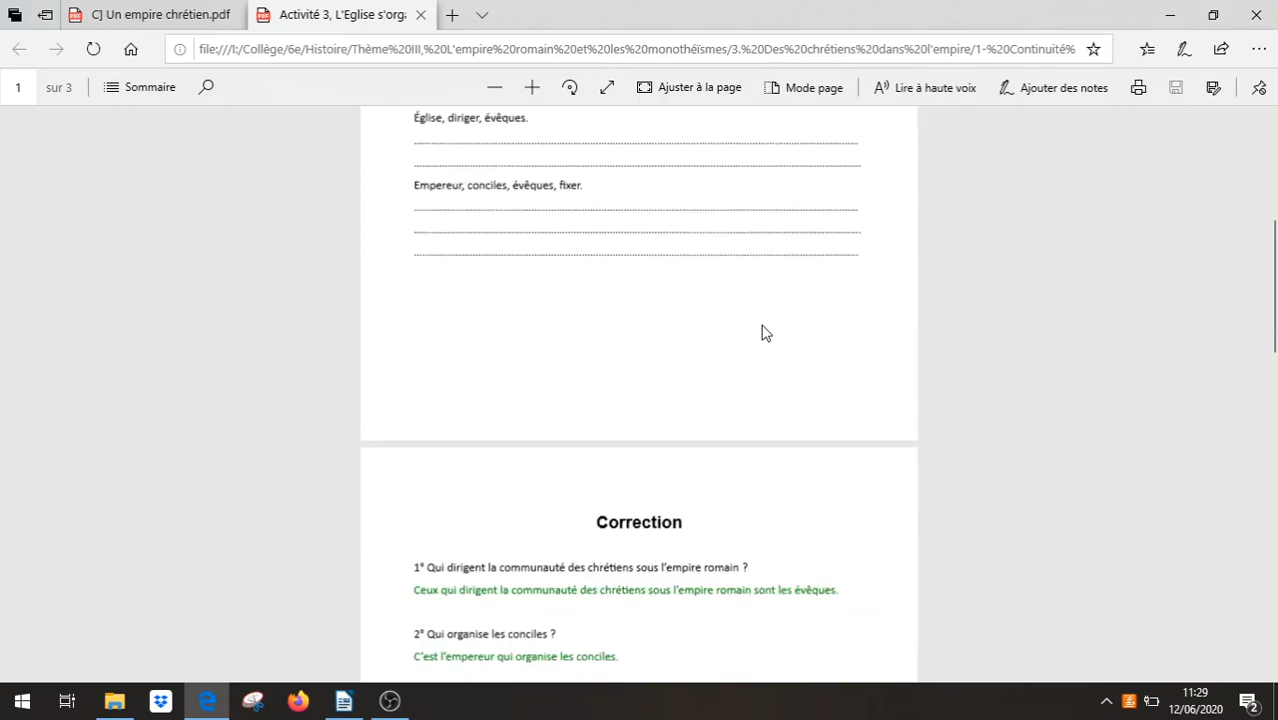 C] Un empire chrétien.pdf
Activité 3, L'Eglise s'orga
file:///I:/Collège/6e/Histoire/Thème%20III,%20L'empire%20romain%20et%20les%20monothéïsmes/3.%20Des%20chrétiens%20dans%20l'empire/1-%20Continuité%
1 sur 3 Sommaire Ajuster à la page Mode page Lire à haute voix Ajouter des notes
Église, diriger, évêques.
Empereur, conciles, évêques, fixer.
Correction
1° Qui dirigent la communauté des chrétiens sous l'empire romain ?
Ceux qui dirigent la communauté des chrétiens sous l'empire romain sont les évêques.
2° Qui organise les conciles ?
C'est l'empereur qui organise les conciles.
11:29
12/06/2020
2